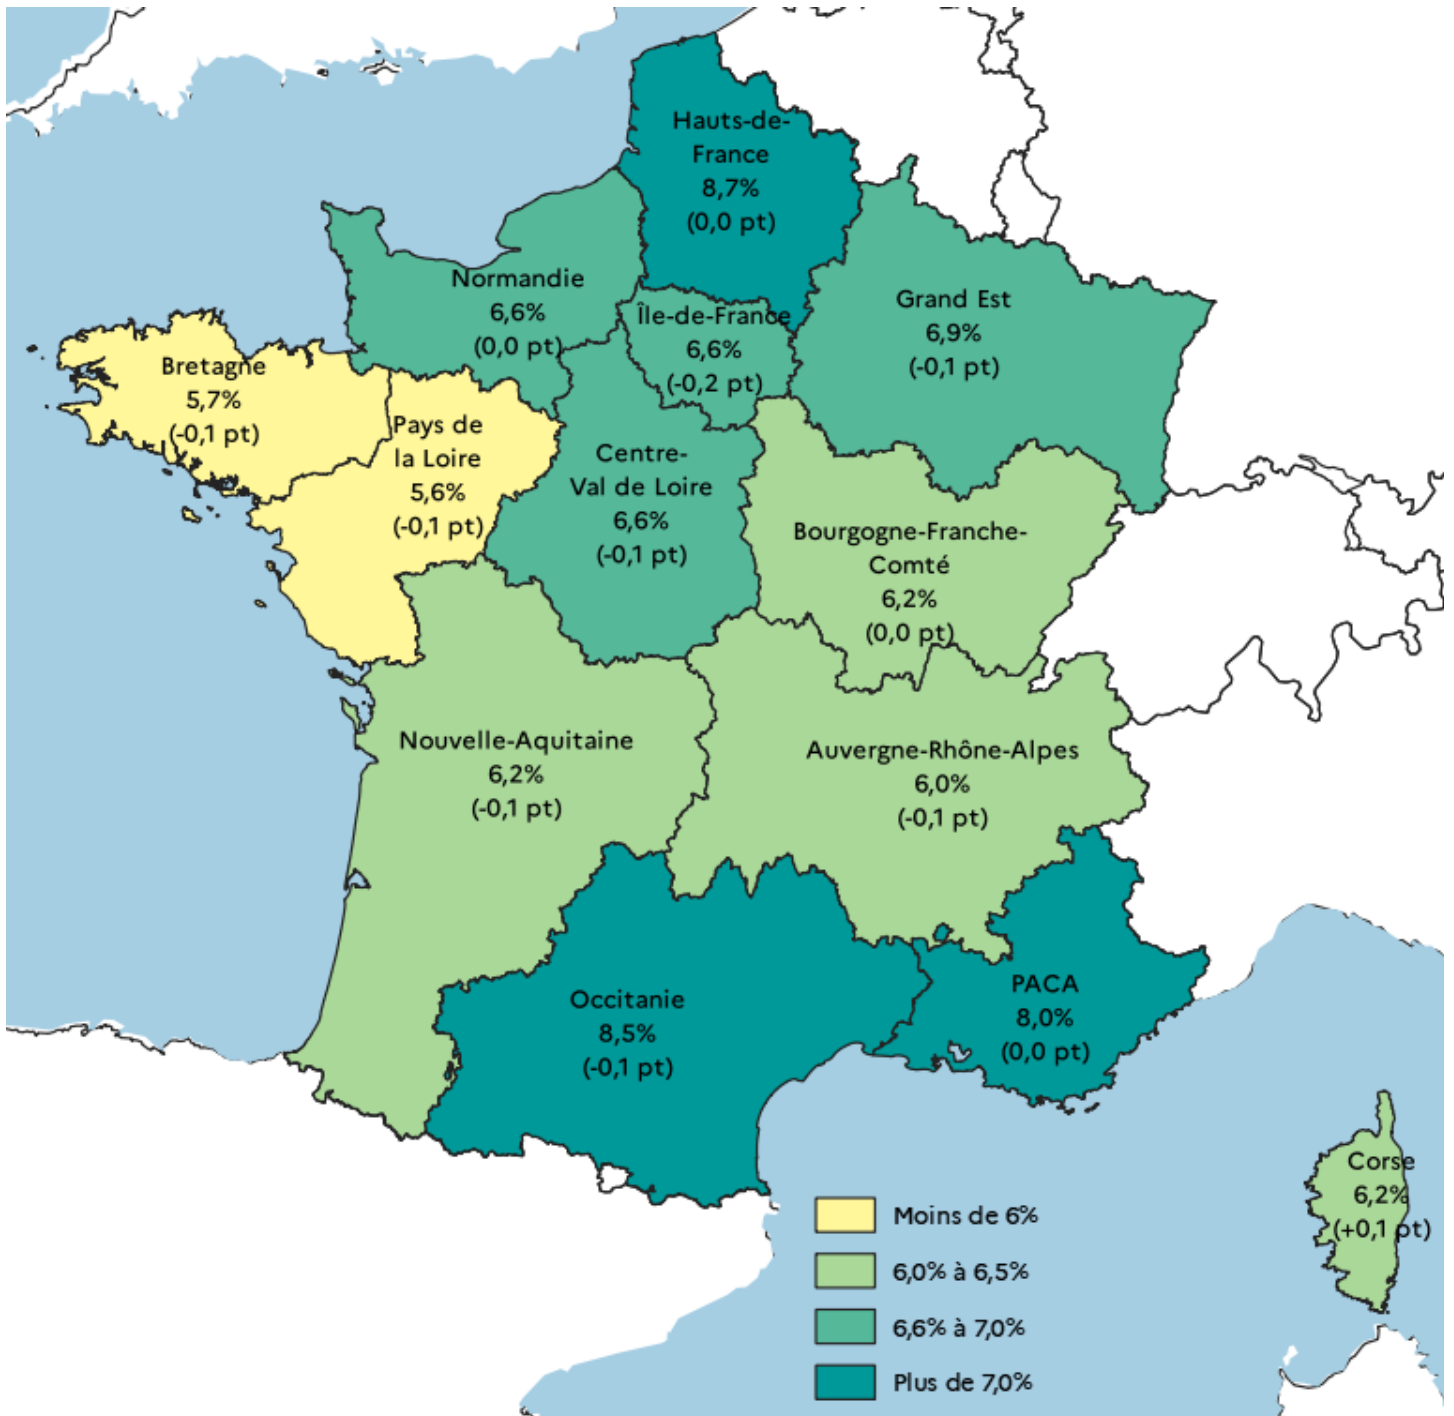 Hauts-de-
France
8,7%
(0,0 pt)
Normandie
6,6%
(0,0 pt)
Île-de-France
6,6%
(-0,2 pt)
Grand Est
6,9%
(-0,1 pt)
Bretagne
5,7%
(-0,1 pt)
Pays de
la Loire
5,6%
(-0,1 pt)
Centre-
Val de Loire
6,6%
(-0,1 pt)
Bourgogne-Franche-
Comté
6,2%
(0,0 pt)
Nouvelle-Aquitaine
6,2%
(-0,1 pt)
Auvergne-Rhône-Alpes
6,0%
(-0,1 pt)
Occitanie
8,5%
(-0,1 pt)
PACA
8,0%
(0,0 pt)
Corse
6,2%
(+0,1 pt)
Moins de 6%
6,0% à 6,5%
6,6% à 7,0%
Plus de 7,0%